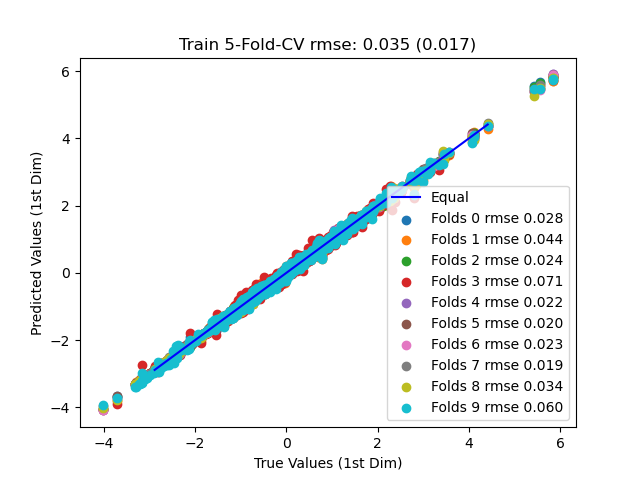 Train 5-Fold-CV rmse: 0.035 (0.017)
Predicted Values (1st Dim)
6
4
2
0
−2
−4
Equal
Folds 0 rmse 0.028
Folds 1 rmse 0.044
Folds 2 rmse 0.024
Folds 3 rmse 0.071
Folds 4 rmse 0.022
Folds 5 rmse 0.020
Folds 6 rmse 0.023
Folds 7 rmse 0.019
Folds 8 rmse 0.034
Folds 9 rmse 0.060
−4 −2 0 2 4 6
True Values (1st Dim)